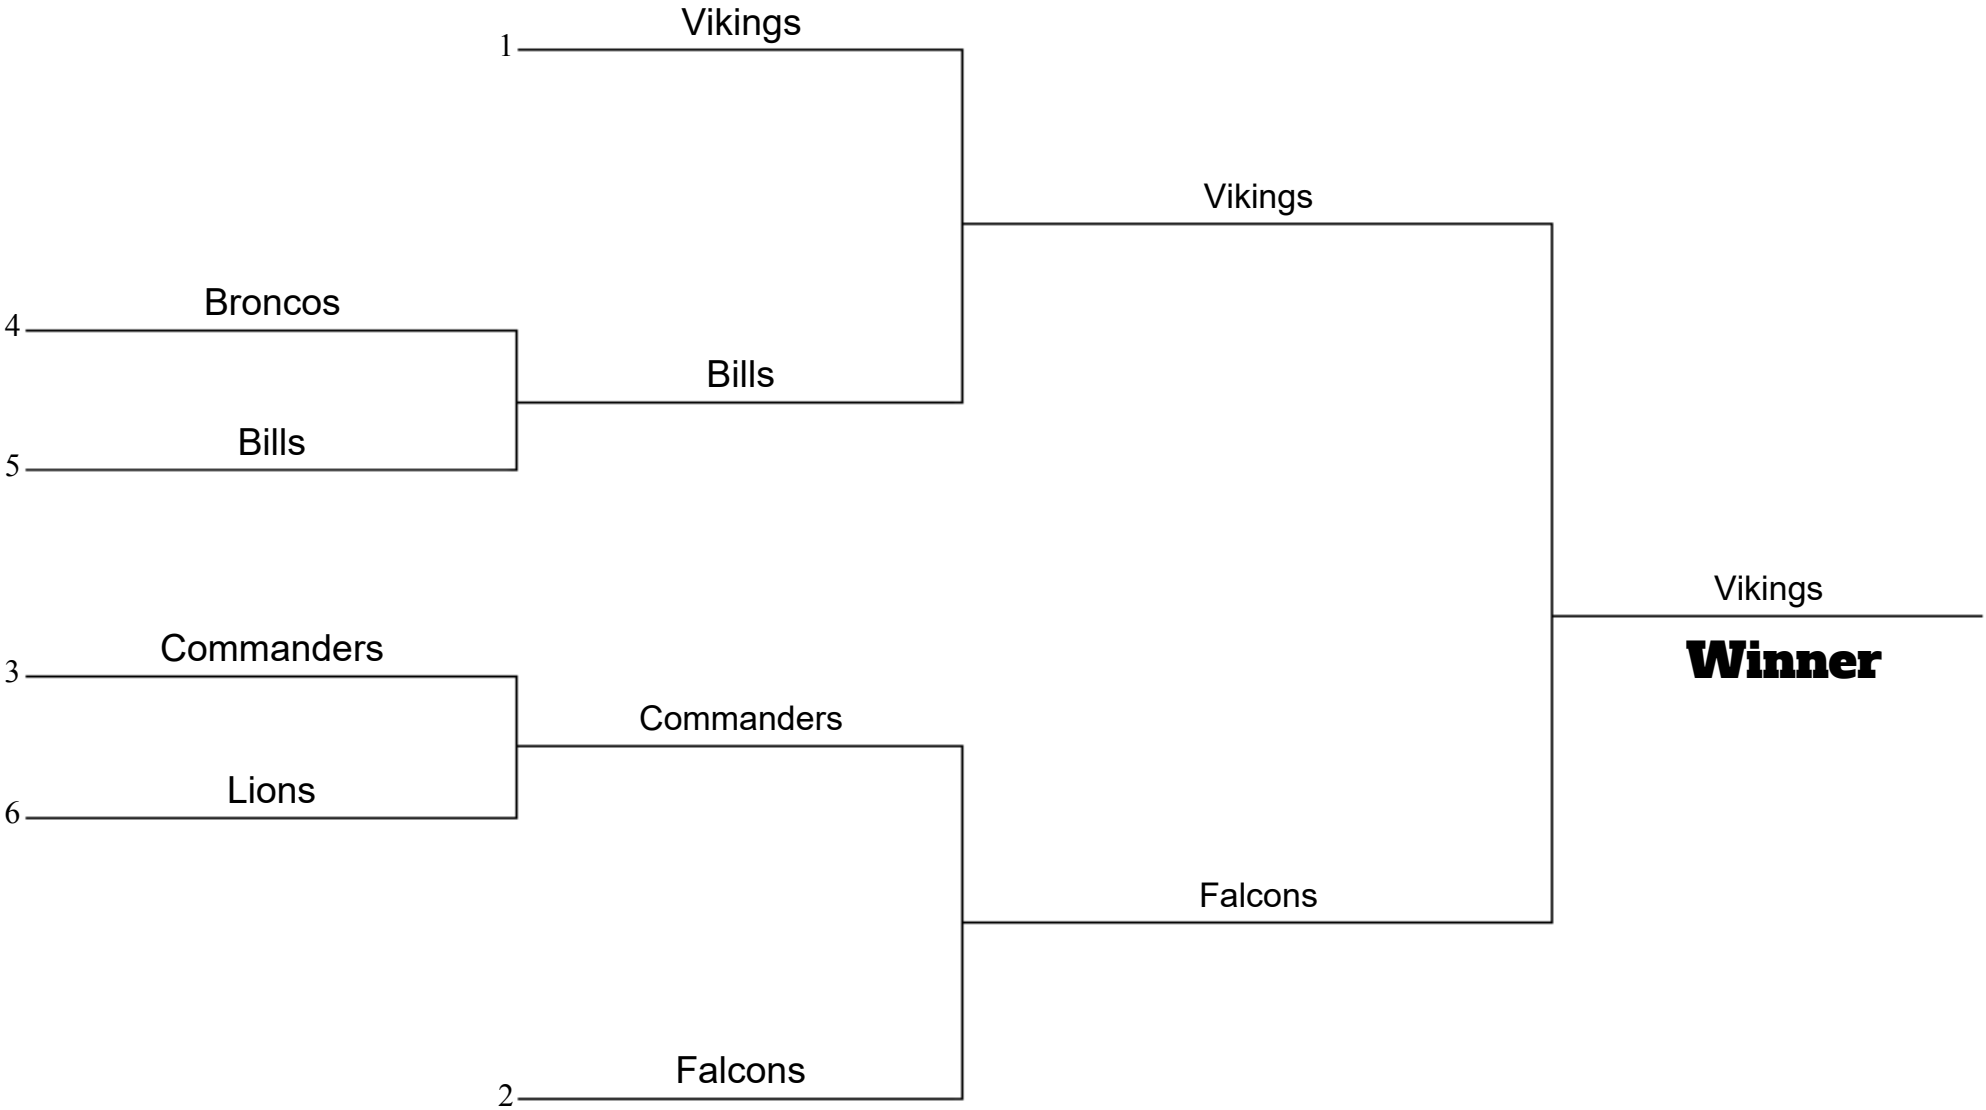 Vikings
1
Vikings
Broncos
4
Bills
Bills
5
Vikings
Winner
Commanders
3
Commanders
Lions
6
Falcons
Falcons
2